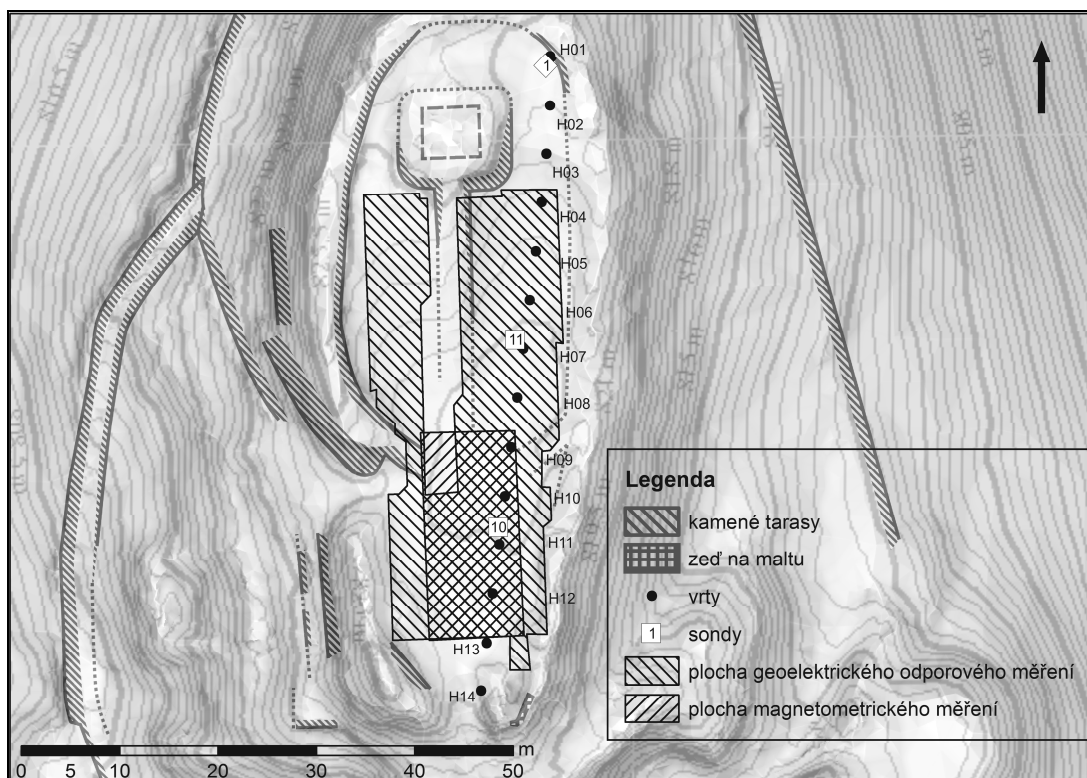 H01
1
H02
H03
H04
H05
H06
11
H07
H08
H09
H10
10
H11
H12
H13
H14
Legenda
kamené tarasy
zeď na maltu
vrty
1 sondy
plocha geoelektrického odporového měření
plocha magnetometrického měření
m
0 5 10 20 30 40 50